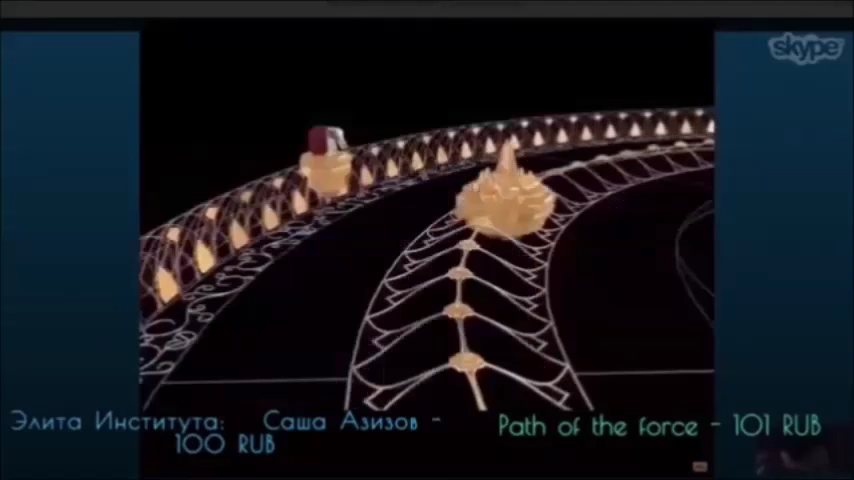 skype
Элита Института: Саша Азизов -
100 RUB
Path of the force - 101 RUB